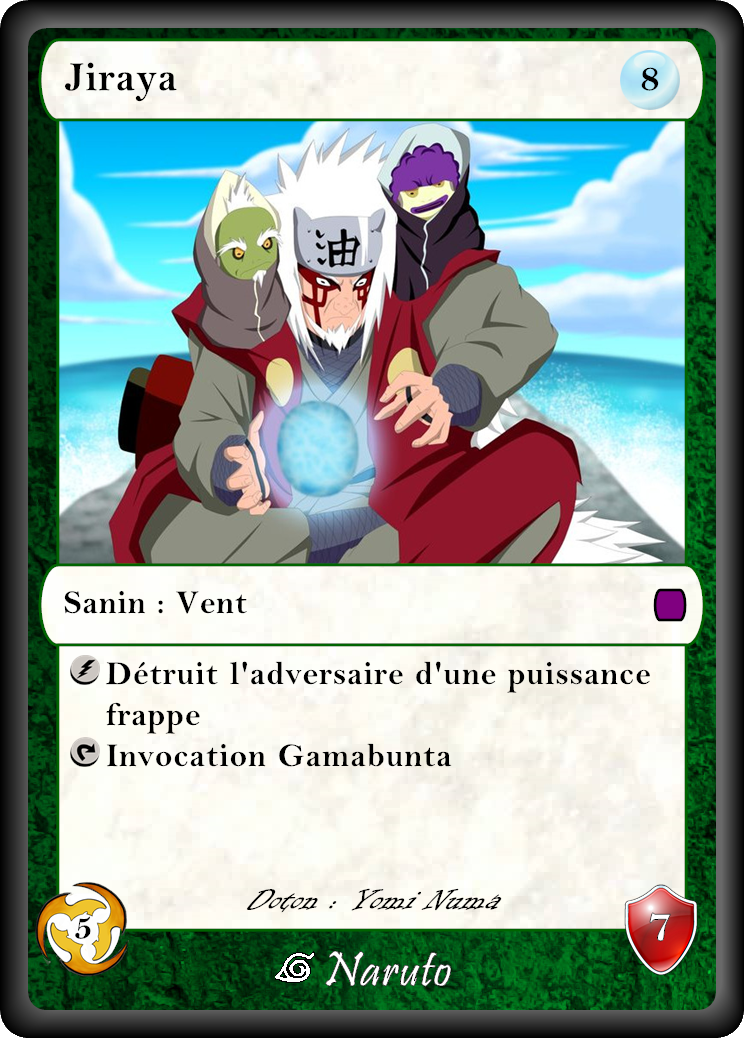 Jiraya
8
油
Sanin : Vent
Détruit l'adversaire d'une puissance
frappe
Invocation Gamabunta
Doton : Yomi Numa
5
7
Naruto